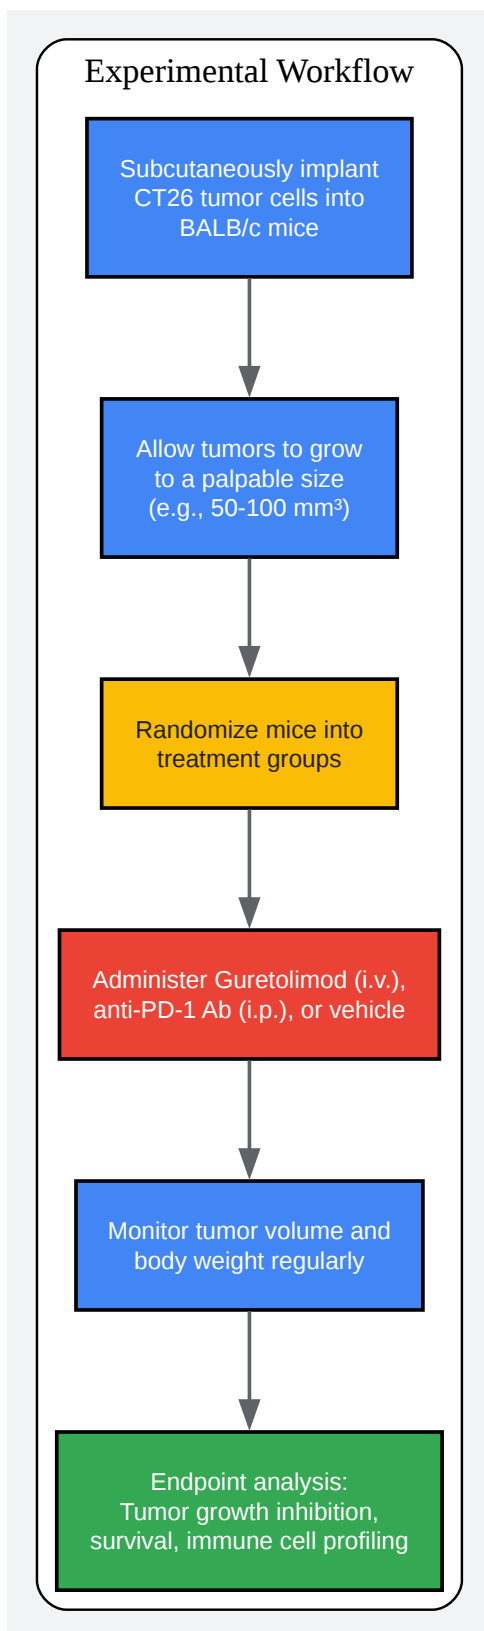 Experimental Workflow
Subcutaneously implant
CT26 tumor cells into
BALB/c mice
Allow tumors to grow
to a palpable size
(e.g., 50-100 mm³)
Randomize mice into
treatment groups
Administer Guretolimod (i.v.),
anti-PD-1 Ab (i.p.), or vehicle
Monitor tumor volume and
body weight regularly
Endpoint analysis:
Tumor growth inhibition,
survival, immune cell profiling